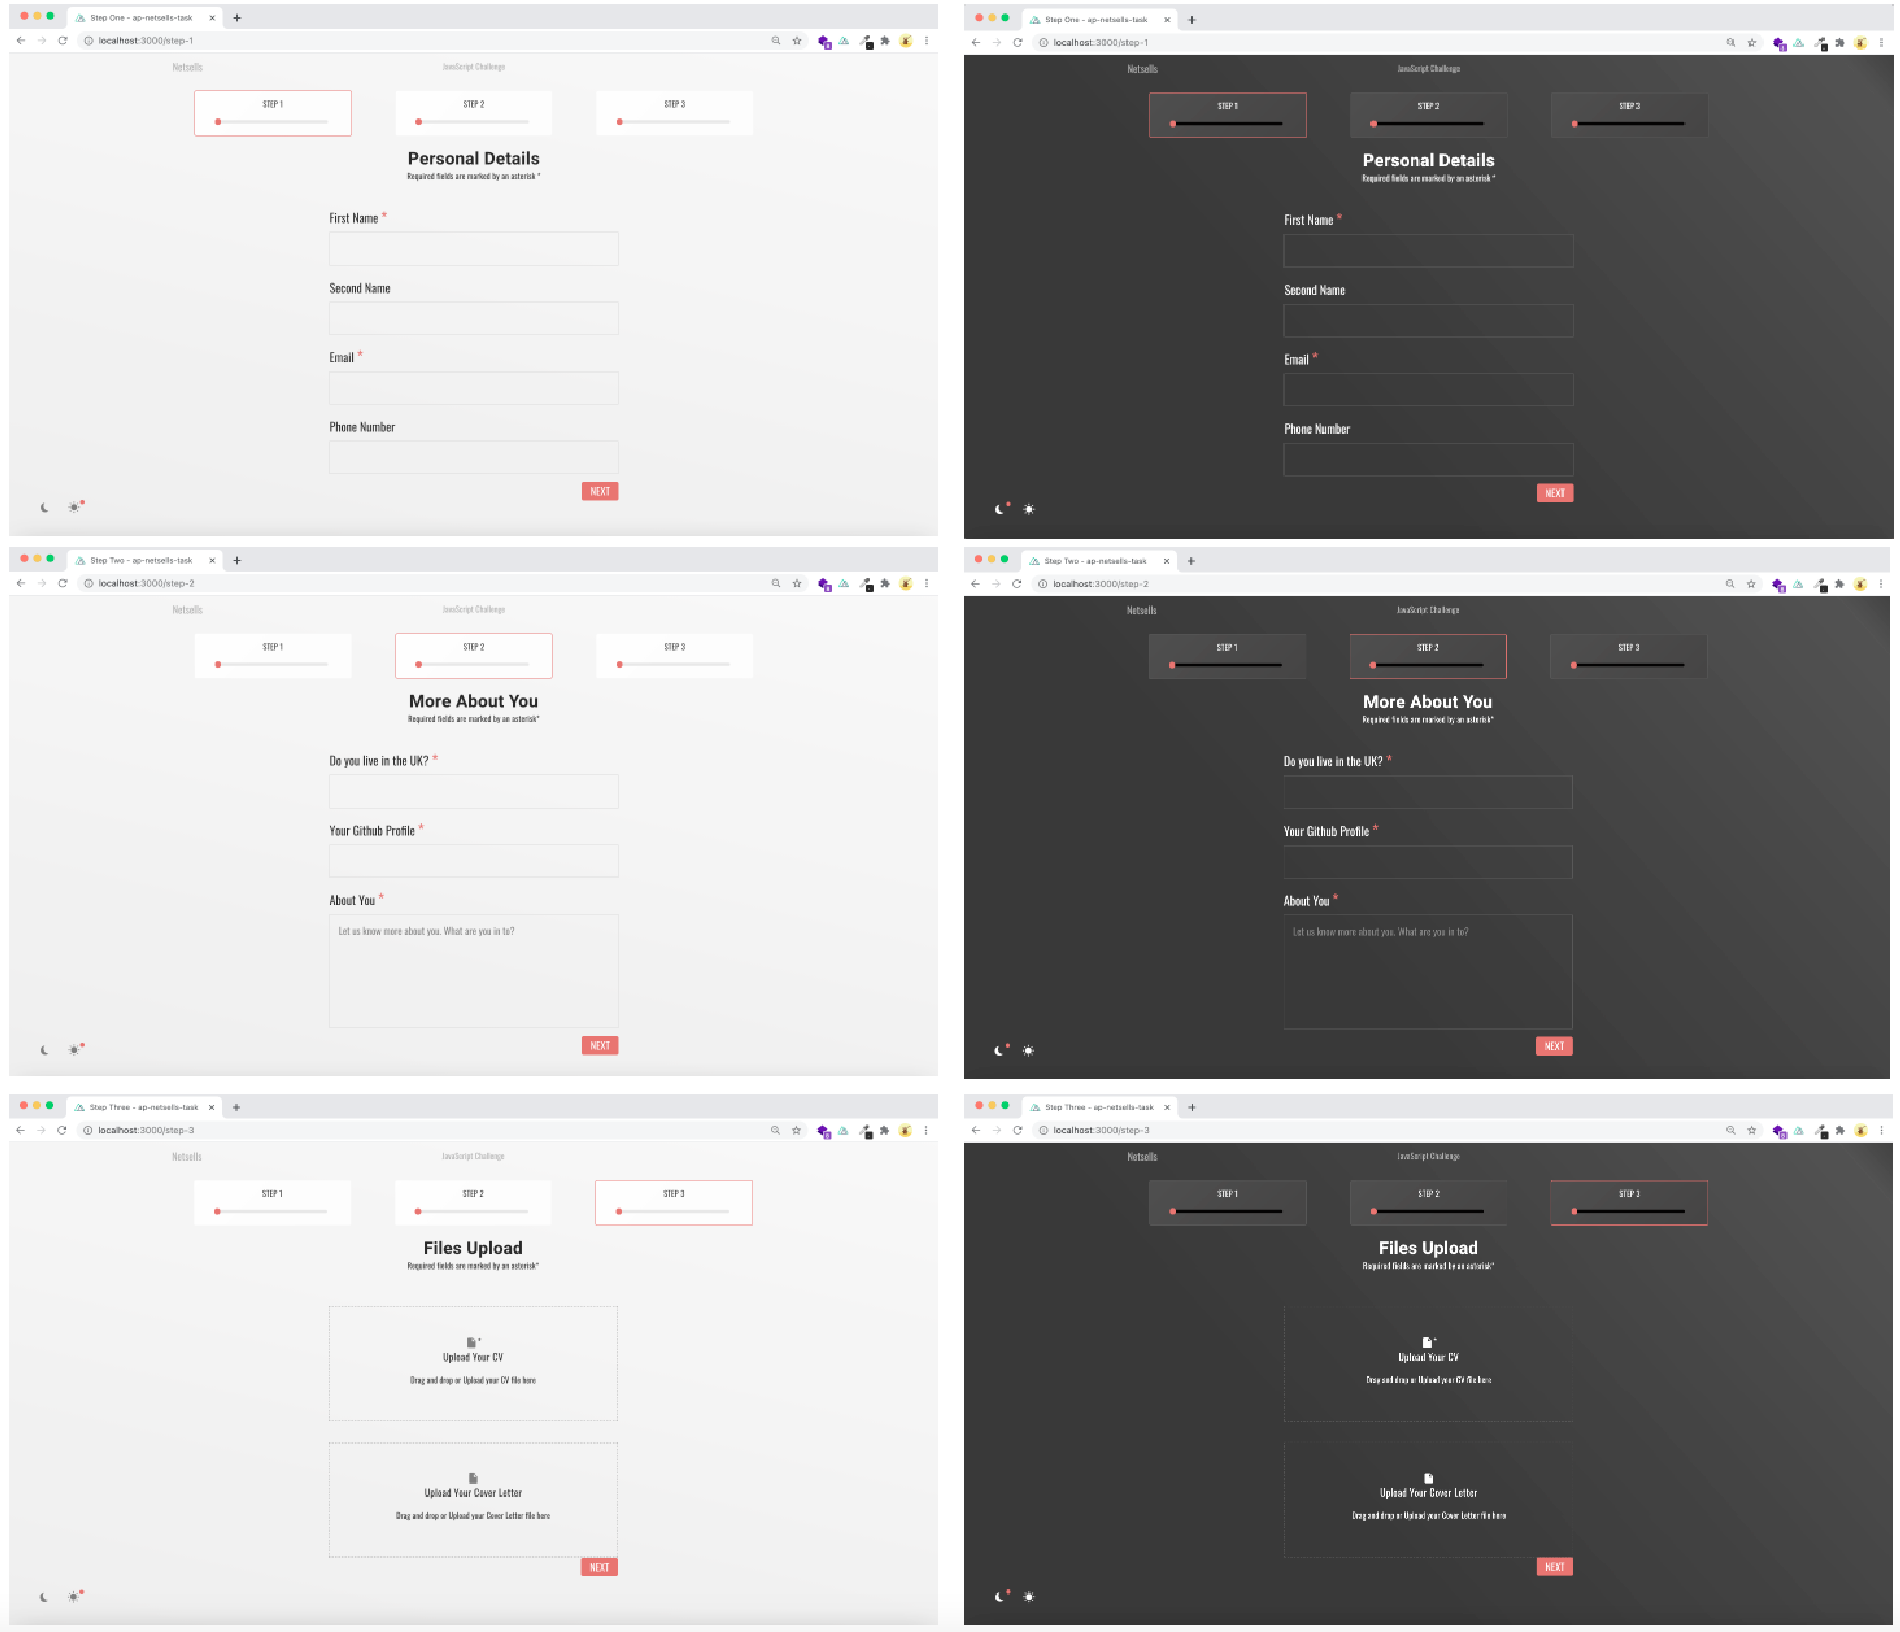 Step One - ap-netsells-task
localhost:3000/step-1
Netsells
JavaScript Challenge
STEP 1
STEP 2
STEP 3
Personal Details
Required fields are marked by an asterisk *
First Name *
Second Name
Email *
Phone Number
NEXT
Step One - ap-netsells-task
localhost:3000/step-1
Netsells
JavaScript Challenge
STEP 1
STEP 2
STEP 3
Personal Details
Required fields are marked by an asterisk *
First Name *
Second Name
Email *
Phone Number
NEXT
Step Two - ap-netsells-task
localhost:3000/step-2
Netsells
JavaScript Challenge
STEP 1
STEP 2
STEP 3
More About You
Required fields are marked by an asterisk*
Do you live in the UK? *
Your Github Profile *
About You *
Let us know more about you. What are you in to?
NEXT
Step Two - ap-netsells-task
localhost:3000/step-2
Netsells
JavaScript Challenge
STEP 1
STEP 2
STEP 3
More About You
Required fields are marked by an asterisk*
Do you live in the UK? *
Your Github Profile *
About You *
Let us know more about you. What are you in to?
NEXT
Step Three - ap-netsells-task
localhost:3000/step-3
Netsells
JavaScript Challenge
STEP 1
STEP 2
STEP 3
Files Upload
Required fields are marked by an asterisk*
*
Upload Your CV
Drag and drop or Upload your CV file here
Upload Your Cover Letter
Drag and drop or Upload your Cover Letter file here
NEXT
Step Three - ap-netsells-task
localhost:3000/step-3
Netsells
JavaScript Challenge
STEP 1
STEP 2
STEP 3
Files Upload
Required fields are marked by an asterisk*
*
Upload Your CV
Drag and drop or Upload your CV file here
Upload Your Cover Letter
Drag and drop or Upload your Cover Letter file here
NEXT